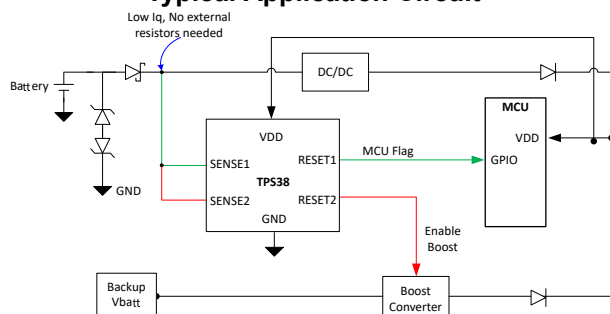 Typical Application Circuit
Low Iq, No external
resistors needed
Battery
DC/DC
MCU
VDD
VDD
SENSE1
RESET1
MCU Flag
GPIO
TPS38
GND
SENSE2
RESET2
GND
Enable
Boost
Backup
Vbatt
Boost
Converter